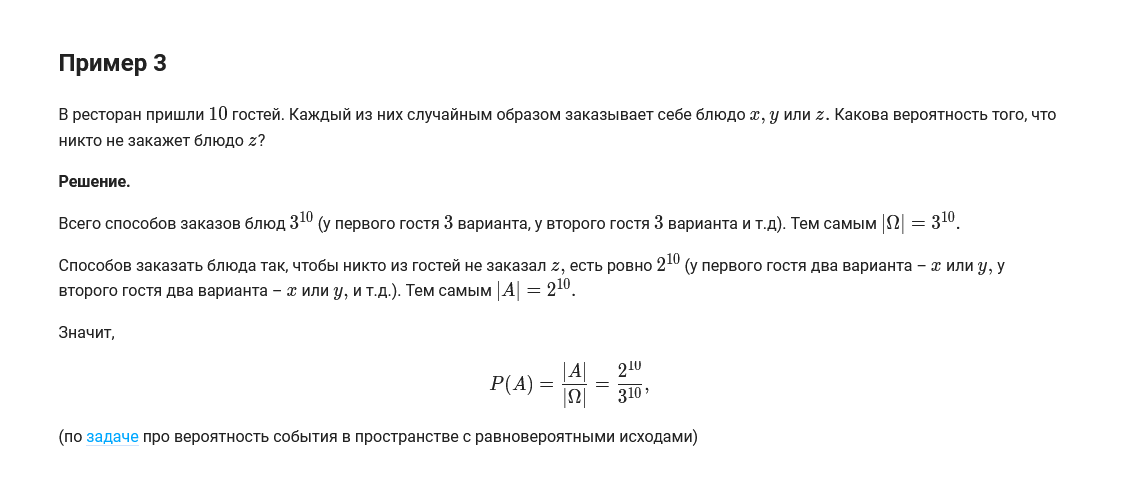 Пример 3
В ресторан пришли 10 гостей. Каждый из них случайным образом заказывает себе блюдо x, y или z. Какова вероятность того, что
никто не закажет блюдо z?
Решение.
Всего способов заказов блюд 3^{10} (у первого гостя 3 варианта, у второго гостя 3 варианта и т.д). Тем самым |Ω| = 3^{10}.
Способов заказать блюда так, чтобы никто из гостей не заказал z, есть ровно 2^{10} (у первого гостя два варианта – x или y, у
второго гостя два варианта – x или y, и т.д.). Тем самым |A| = 2^{10}.
Значит,
P(A) = \frac{|A|}{|Ω|} = \frac{2^{10}}{3^{10}},
(по задаче про вероятность события в пространстве с равновероятными исходами)